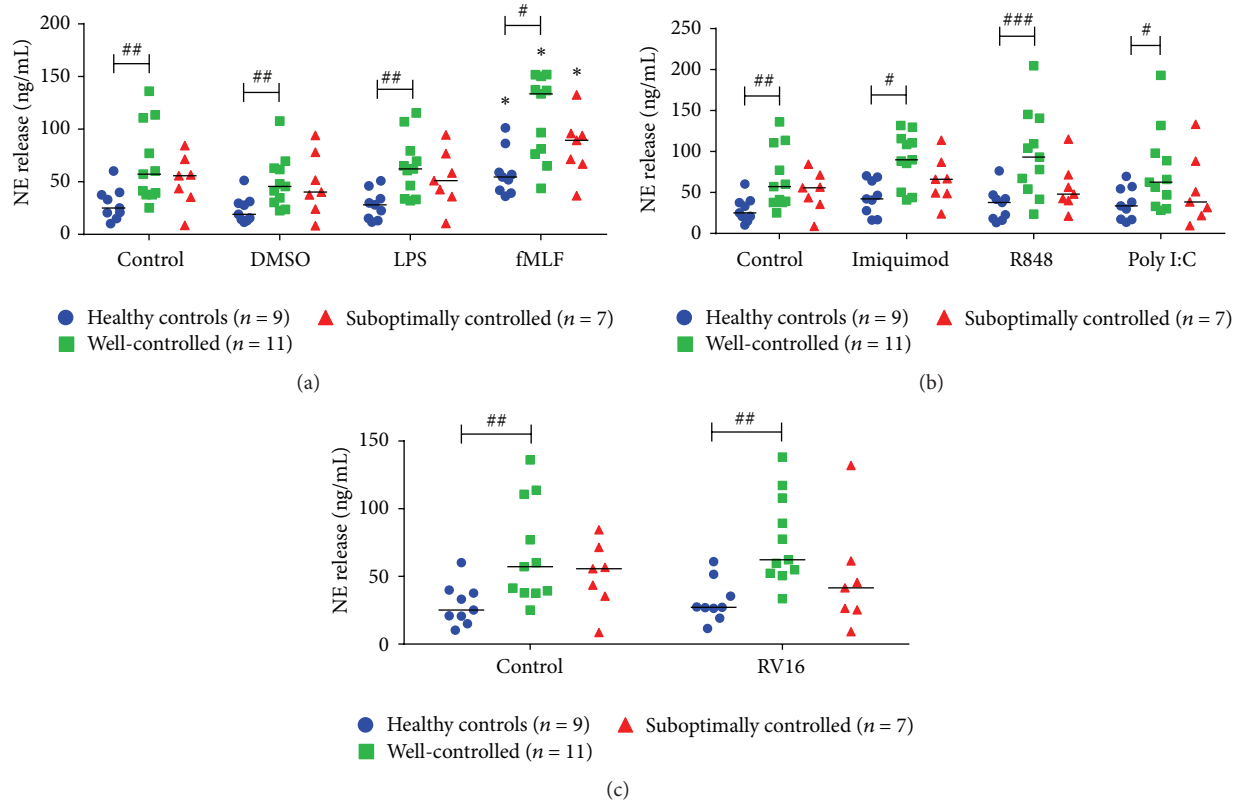 NE release (ng/mL)
200
150
100
50
0
##
##
##
#
*
*
*
Control
DMSO
LPS
fMLF
Healthy controls (n = 9)
Suboptimally controlled (n = 7)
Well-controlled (n = 11)
(a)
NE release (ng/mL)
250
200
150
100
50
0
##
#
###
#
Control
Imiquimod
R848
Poly I:C
Healthy controls (n = 9)
Suboptimally controlled (n = 7)
Well-controlled (n = 11)
(b)
NE release (ng/mL)
150
100
50
0
##
##
Control
RV16
Healthy controls (n = 9)
Suboptimally controlled (n = 7)
Well-controlled (n = 11)
(c)